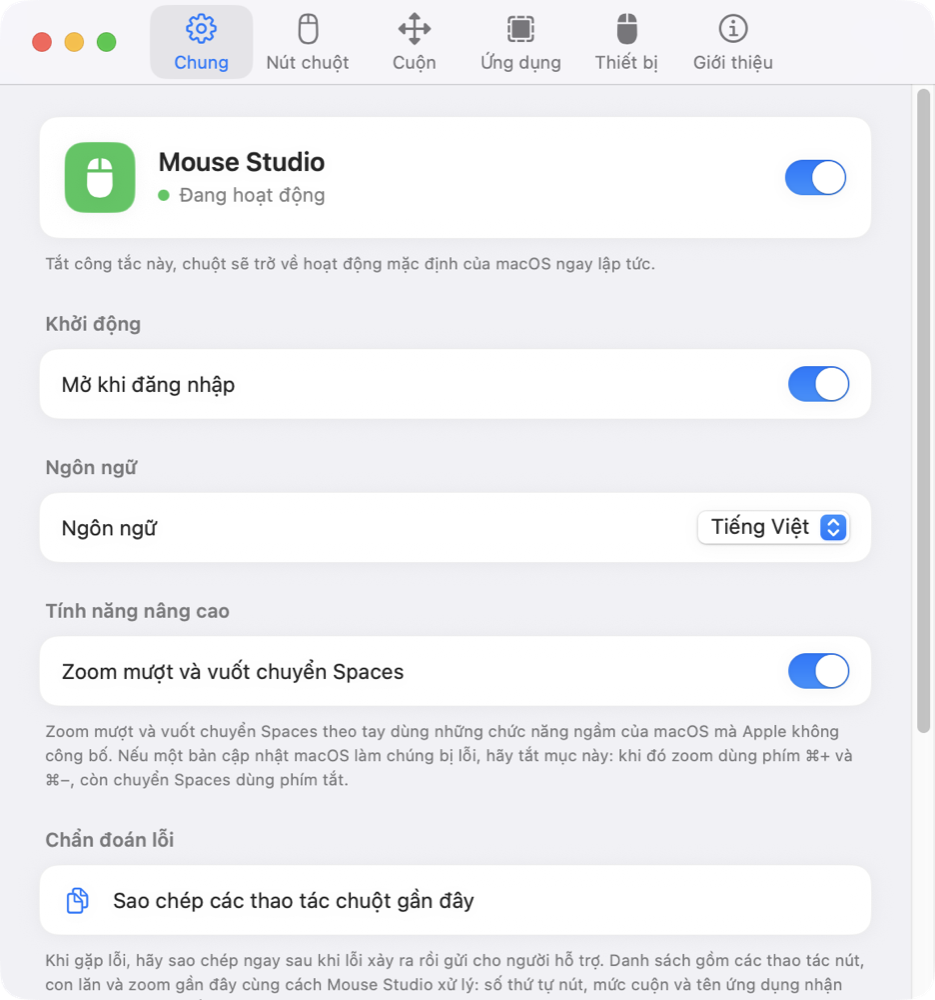 Chung
Nút chuột
Cuộn
Ứng dụng
Thiết bị
Giới thiệu
Mouse Studio
Đang hoạt động
Tắt công tắc này, chuột sẽ trở về hoạt động mặc định của macOS ngay lập tức.
Khởi động
Mở khi đăng nhập
Ngôn ngữ
Ngôn ngữ
Tiếng Việt
Tính năng nâng cao
Zoom mượt và vuốt chuyển Spaces
Zoom mượt và vuốt chuyển Spaces theo tay dùng những chức năng ngầm của macOS mà Apple không
công bố. Nếu một bản cập nhật macOS làm chúng bị lỗi, hãy tắt mục này: khi đó zoom dùng phím ⌘+ và
⌘−, còn chuyển Spaces dùng phím tắt.
Chẩn đoán lỗi
Sao chép các thao tác chuột gần đây
Khi gặp lỗi, hãy sao chép ngay sau khi lỗi xảy ra rồi gửi cho người hỗ trợ. Danh sách gồm các thao tác nút,
con lăn và zoom gần đây cùng cách Mouse Studio xử lý: số thứ tự nút, mức cuộn và tên ứng dụng nhận